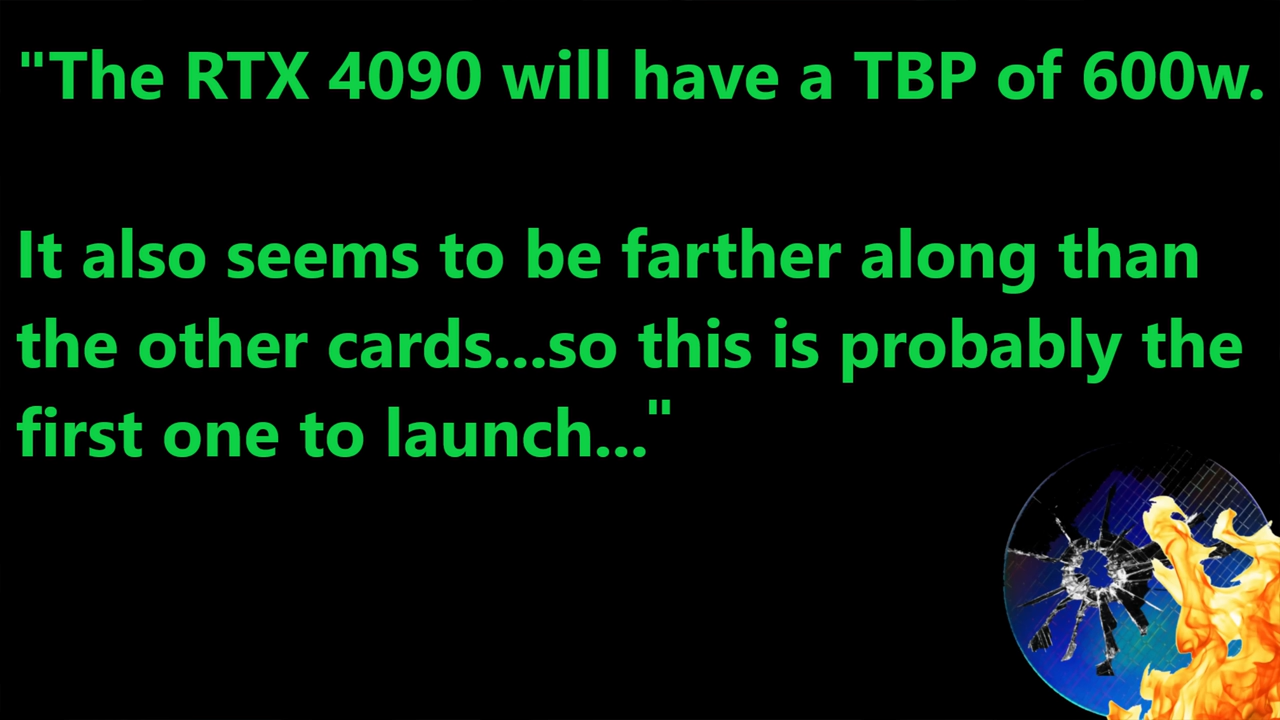 "The RTX 4090 will have a TBP of 600w.
It also seems to be farther along than
the other cards...so this is probably the
first one to launch..."